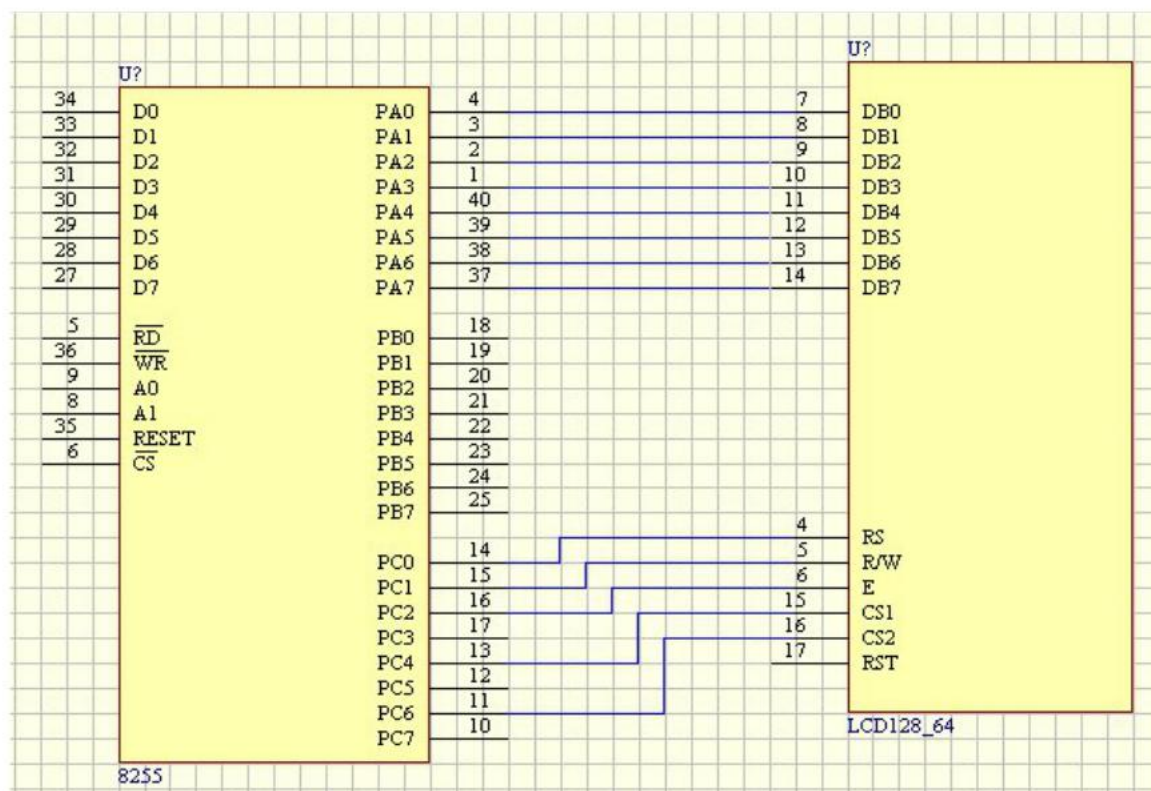 U?
U?
34 D0 PA0 4 7 DB0
33 D1 PA1 3 8 DB1
32 D2 PA2 2 9 DB2
31 D3 PA3 1 10 DB3
30 D4 PA4 40 11 DB4
29 D5 PA5 39 12 DB5
28 D6 PA6 38 13 DB6
27 D7 PA7 37 14 DB7
5 RD PB0 18
36 WR PB1 19
9 A0 PB2 20
8 A1 PB3 21
35 RESET PB4 22
6 CS PB5 23
PB6 24
PB7 25
4 RS
PC0 14 5 R/W
PC1 15 6 E
PC2 16 15 CS1
PC3 17 16 CS2
PC4 13 17 RST
PC5 12
PC6 11
PC7 10
LCD128_64
8255